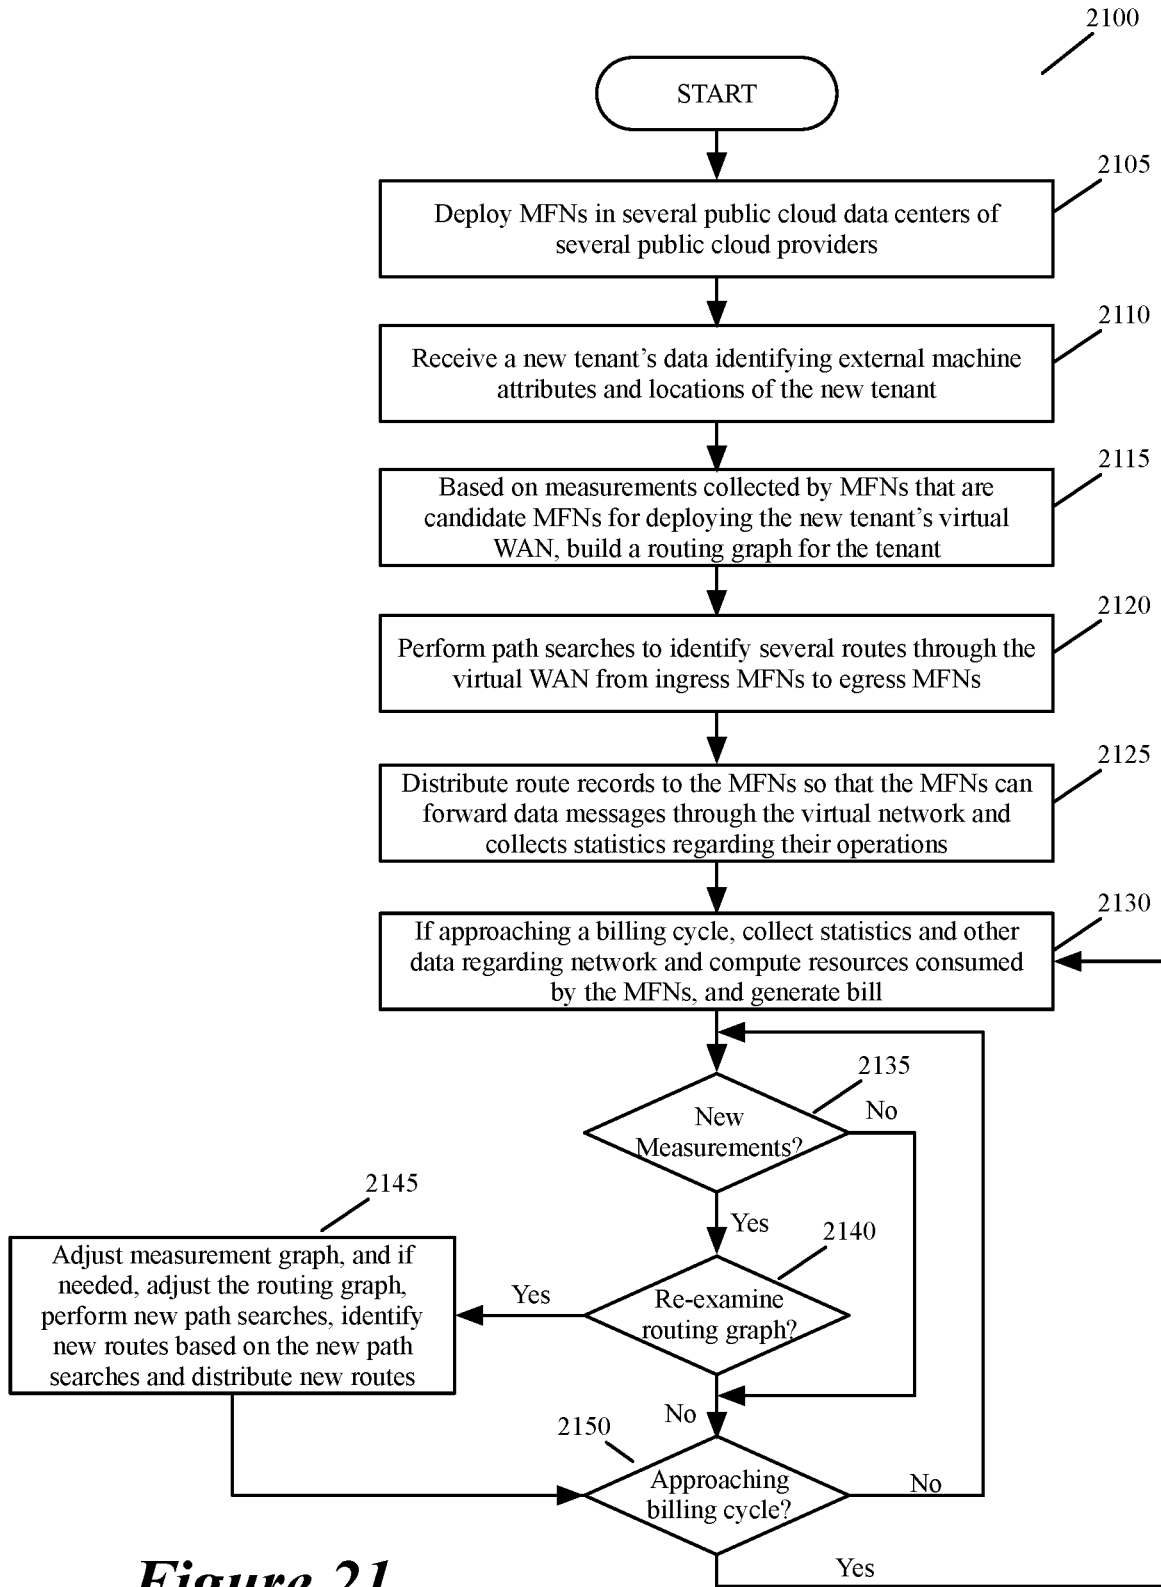 2100
START
2105
Deploy MFNs in several public cloud data centers of
several public cloud providers
2110
Receive a new tenant’s data identifying external machine
attributes and locations of the new tenant
2115
Based on measurements collected by MFNs that are
candidate MFNs for deploying the new tenant’s virtual
WAN, build a routing graph for the tenant
2120
Perform path searches to identify several routes through the
virtual WAN from ingress MFNs to egress MFNs
2125
Distribute route records to the MFNs so that the MFNs can
forward data messages through the virtual network and
collects statistics regarding their operations
2130
If approaching a billing cycle, collect statistics and other
data regarding network and compute resources consumed
by the MFNs, and generate bill
2135
New
Measurements?
No
Yes
2145
2140
Adjust measurement graph, and if
needed, adjust the routing graph,
perform new path searches, identify
new routes based on the new path
searches and distribute new routes
Yes
Re-examine
routing graph?
No
2150
Approaching
billing cycle?
No
Yes
Figure 21